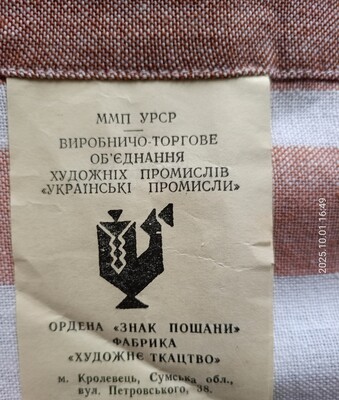 ММП УРСР
ВИРОБНИЧО-ТОРГОВЕ
ОБ'ЄДНАННЯ
ХУДОЖНІХ ПРОМИСЛІВ
«УКРАЇНСЬКІ ПРОМИСЛИ»
ОРДЕНА «ЗНАК ПОШАНИ»
ФАБРИКА
«ХУДОЖНЄ ТКАЦТВО»
м. Кролевець, Сумська обл.,
вул. Петровського, 38.
2025.10.01 16:49